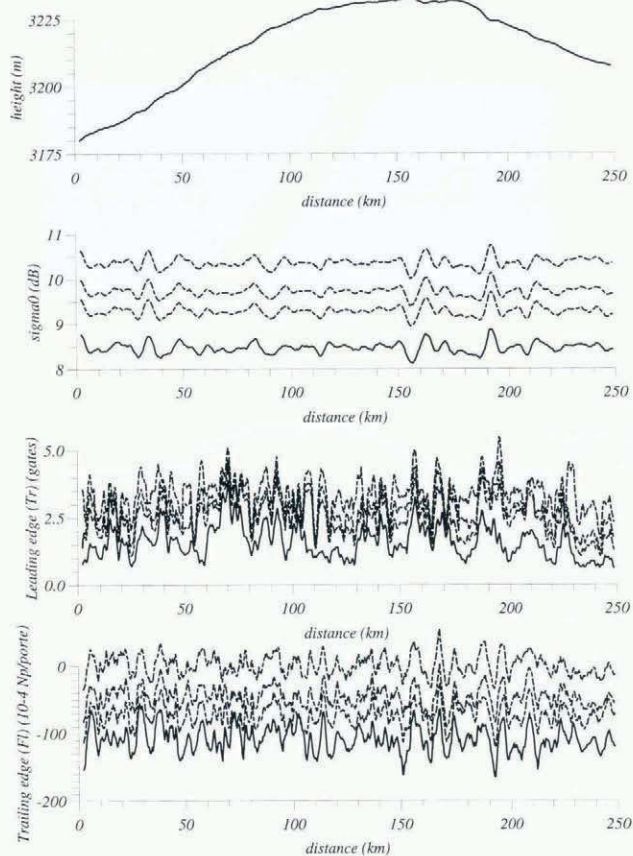 3225
3200
3175
height (m)
0 50 100 150 200 250
distance (km)
11
10
9
8
sigma0 (dB)
0 50 100 150 200 250
distance (km)
5.0
2.5
0.0
Leading edge (Tr) (gates)
0 50 100 150 200 250
distance (km)
0
-100
-200
Trailing edge (Fl) (10-4 Np/porte)
0 50 100 150 200 250
distance (km)